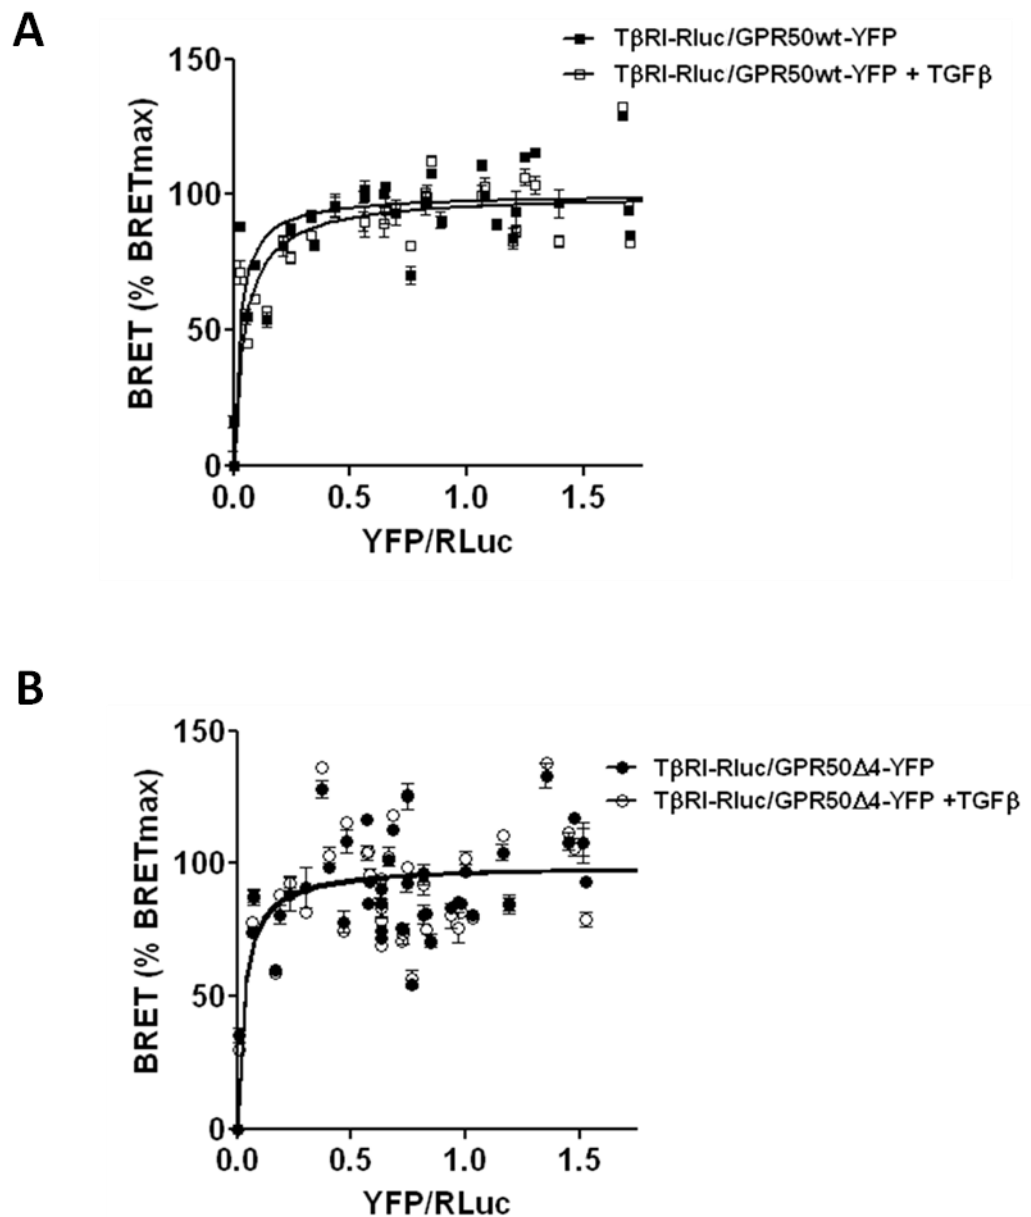 A
TβRI-Rluc/GPR50wt-YFP
TβRI-Rluc/GPR50wt-YFP + TGFβ
150
100
50
0
BRET (% BRETmax)
0.0 0.5 1.0 1.5
YFP/RLuc
B
TβRI-Rluc/GPR50Δ4-YFP
TβRI-Rluc/GPR50Δ4-YFP +TGFβ
150
100
50
0
BRET (% BRETmax)
0.0 0.5 1.0 1.5
YFP/RLuc